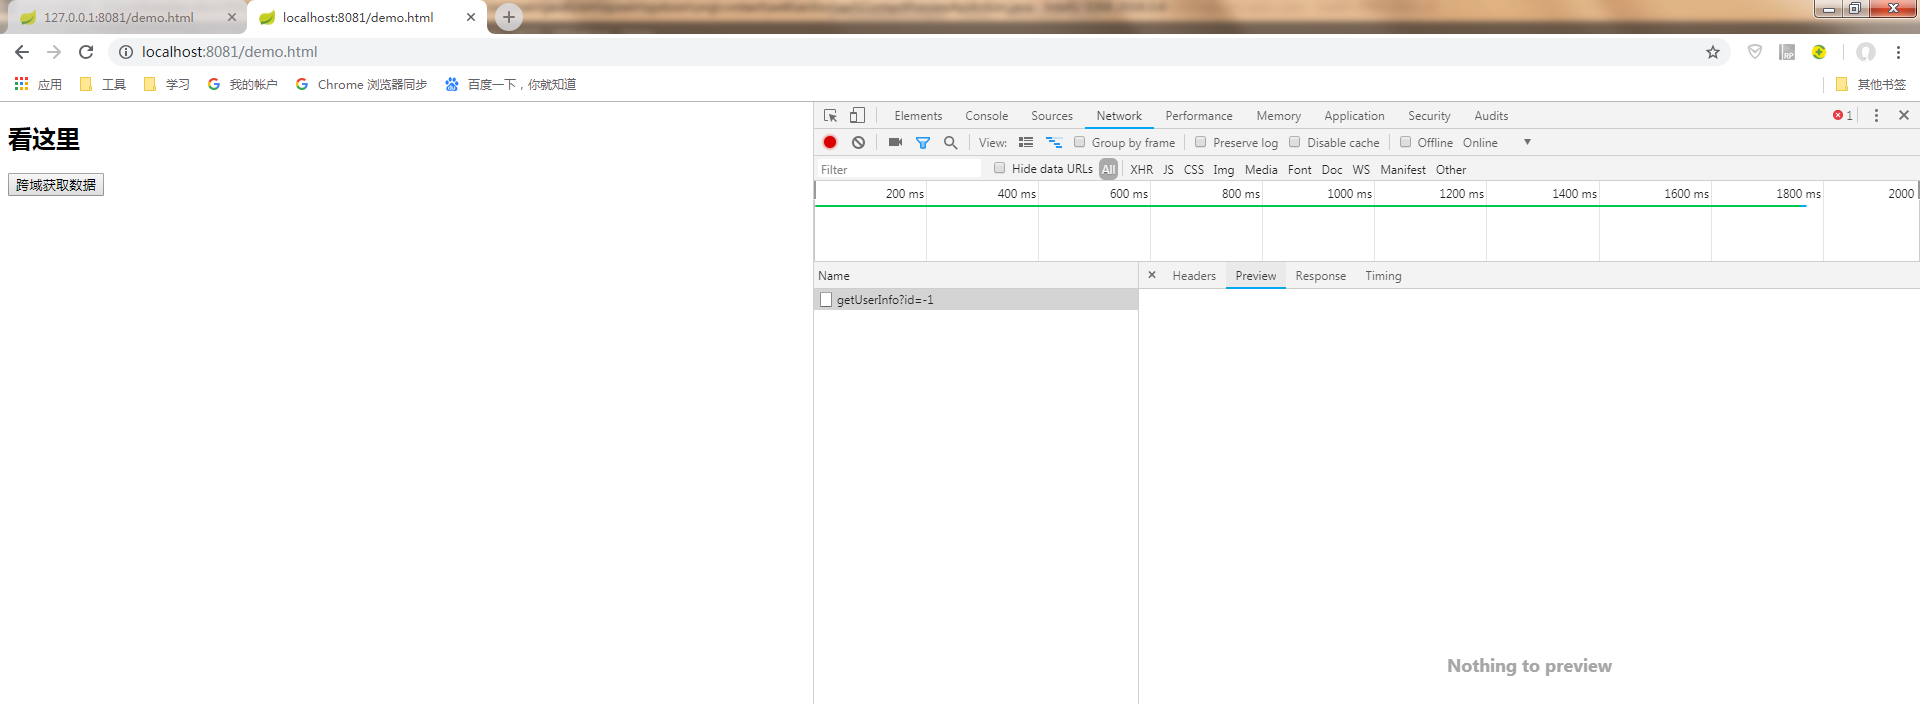 127.0.0.1:8081/demo.html
localhost:8081/demo.html
localhost:8081/demo.html
应用 工具 学习 我的帐户 Chrome 浏览器同步 百度一下，你就知道 其他书签
看这里
跨域获取数据
Elements Console Sources Network Performance Memory Application Security Audits 1
View: Group by frame Preserve log Disable cache Offline Online
Filter Hide data URLs All XHR JS CSS Img Media Font Doc WS Manifest Other
200 ms 400 ms 600 ms 800 ms 1000 ms 1200 ms 1400 ms 1600 ms 1800 ms 2000
Name
Headers Preview Response Timing
getUserInfo?id=-1
Nothing to preview